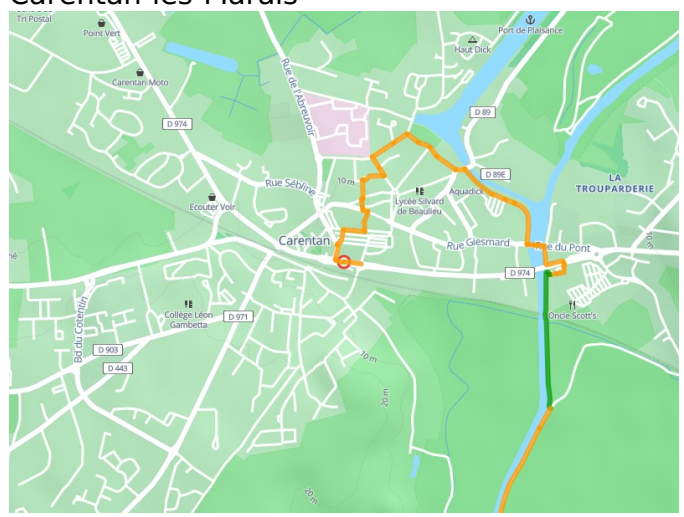 Carentan-les-Marais
Tri Postal
Point Vert
Port de Plaisance
Haut Dick
Carentan Moto
Rue de l'Abreuvoir
D 89
D 974
D 89E
LA
TROUPARDERIE
10 m
Rue Sébline
Lycée Silvard
de Beaulieu
Aquadick
Ecouter Voir
Carentan
Rue Giesmard
Rue du Pont
10 m
D 974
Collège Léon
Gambetta
D 971
Oncle Scott's
Bd du Cotentin
D 903
D 443
10 m
20 m
20 m